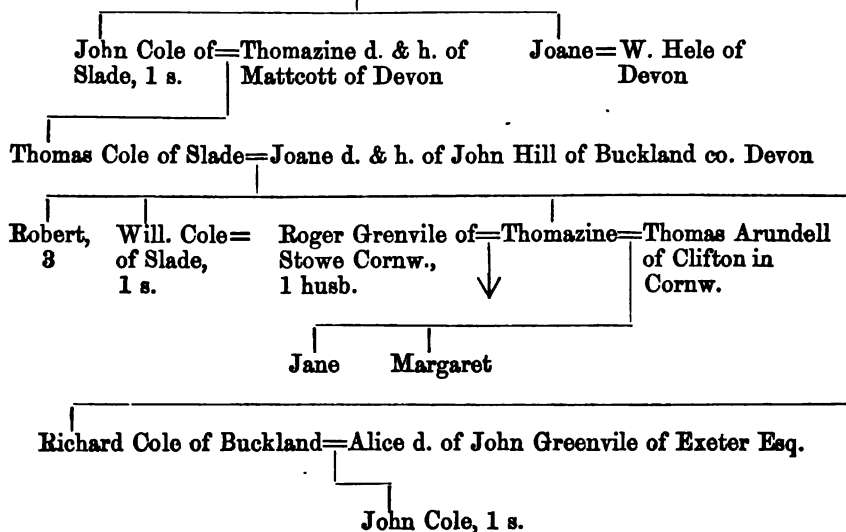 John Cole of=Thomazine d. & h. of Joane=W. Hele of
Slade, 1 s. Mattcott of Devon Devon
Thomas Cole of Slade=Joane d. & h. of John Hill of Buckland co. Devon
Robert, Will. Cole= Roger Grenvile of=Thomazine=Thomas Arundell
3 of Slade, Stowe Cornw., of Clifton in
1 s. 1 husb. Cornw.
Jane Margaret
Richard Cole of Buckland=Alice d. of John Greenvile of Exeter Esq.
John Cole, 1 s.